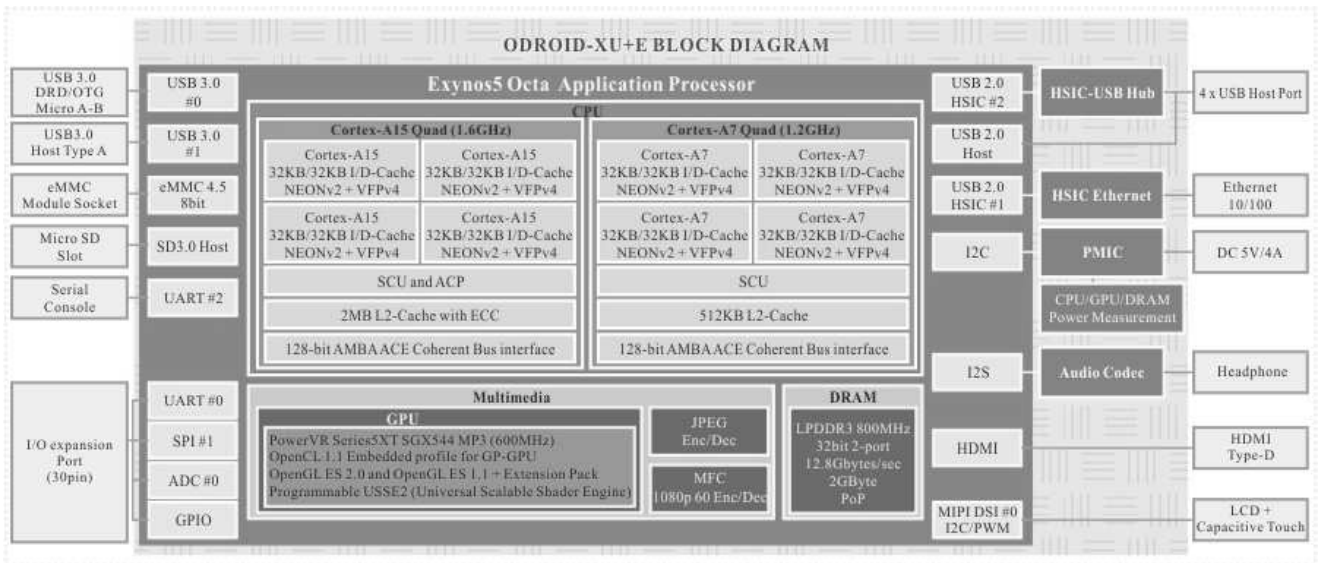 ODROID-XU+E BLOCK DIAGRAM
USB 3.0
DRD/OTG
Micro A-B
USB3.0
Host Type A
eMMC
Module Socket
Micro SD
Slot
Serial
Console
I/O expansion
Port
(30pin)
USB 3.0
#0
USB 3.0
#1
eMMC 4.5
8bit
SD3.0 Host
UART #2
UART #0
SPI #1
ADC #0
GPIO
Exynos5 Octa Application Processor
CPU
Cortex-A15 Quad (1.6GHz)
Cortex-A15
32KB/32KB I/D-Cache
NEONv2 + VFPv4
Cortex-A15
32KB/32KB I/D-Cache
NEONv2 + VFPv4
Cortex-A15
32KB/32KB I/D-Cache
NEONv2 + VFPv4
Cortex-A15
32KB/32KB I/D-Cache
NEONv2 + VFPv4
SCU and ACP
2MB L2-Cache with ECC
128-bit AMBA ACE Coherent Bus interface
Cortex-A7 Quad (1.2GHz)
Cortex-A7
32KB/32KB I/D-Cache
NEONv2 + VFPv4
Cortex-A7
32KB/32KB I/D-Cache
NEONv2 + VFPv4
Cortex-A7
32KB/32KB I/D-Cache
NEONv2 + VFPv4
Cortex-A7
32KB/32KB I/D-Cache
NEONv2 + VFPv4
SCU
512KB L2-Cache
128-bit AMBA ACE Coherent Bus interface
Multimedia
GPU
PowerVR Series5XT SGX544 MP3 (600MHz)
OpenCL 1.1 Embedded profile for GP-GPU
OpenGL ES 2.0 and OpenGL ES 1.1 + Extension Pack
Programmable USSE2 (Universal Scalable Shader Engine)
JPEG
Enc/Dec
MFC
1080p 60 Enc/Dec
DRAM
LPDDR3 800MHz
32bit 2-port
12.8Gbytes/sec
2GByte
PoP
USB 2.0
HSIC #2
USB 2.0
Host
USB 2.0
HSIC #1
I2C
I2S
HDMI
MIPI DSI #0
I2C/PWM
HSIC-USB Hub
HSIC Ethernet
PMIC
CPU/GPU/DRAM
Power Measurement
Audio Codec
4 x USB Host Port
Ethernet
10/100
DC 5V/4A
Headphone
HDMI
Type-D
LCD +
Capacitive Touch